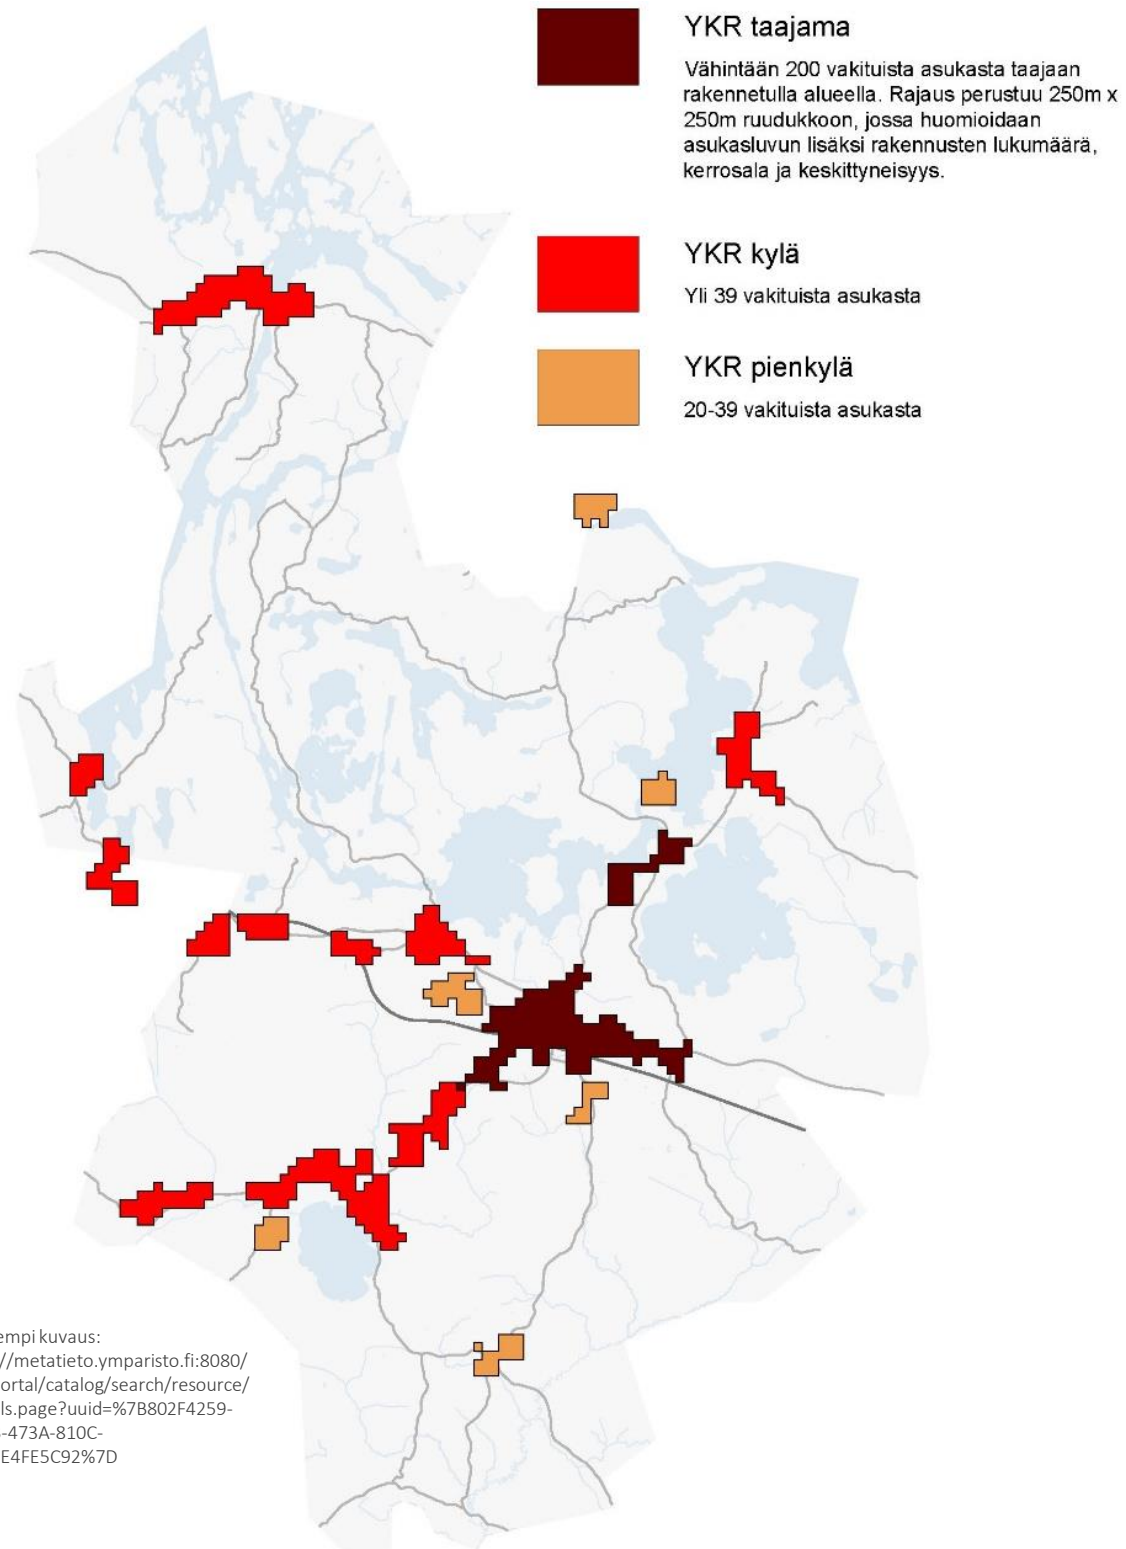 YKR taajama
Vähintään 200 vakituista asukasta taajaan
rakennetulla alueella. Rajaus perustuu 250m x
250m ruudukkoon, jossa huomioidaan
asukasluvun lisäksi rakennusten lukumäärä,
kerrosala ja keskittyneisyys.
YKR kylä
Yli 39 vakituista asukasta
YKR pienkylä
20-39 vakituista asukasta
empi kuvaus:
//metatieto.ymparisto.fi:8080/
ortal/catalog/search/resource/
ls.page?uuid=%7B802F4259-
-473A-810C-
E4FE5C92%7D